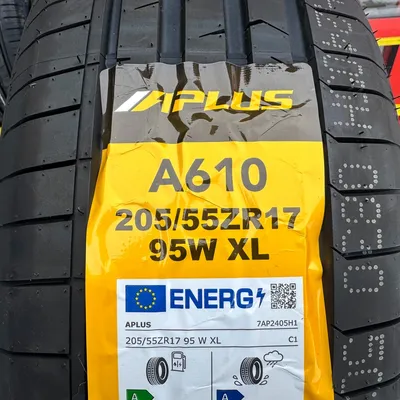 APLUS
A610
205/55ZR17
95W XL
ENERG
APLUS 7AP2405H1
205/55ZR17 95 W XL C1
A
A